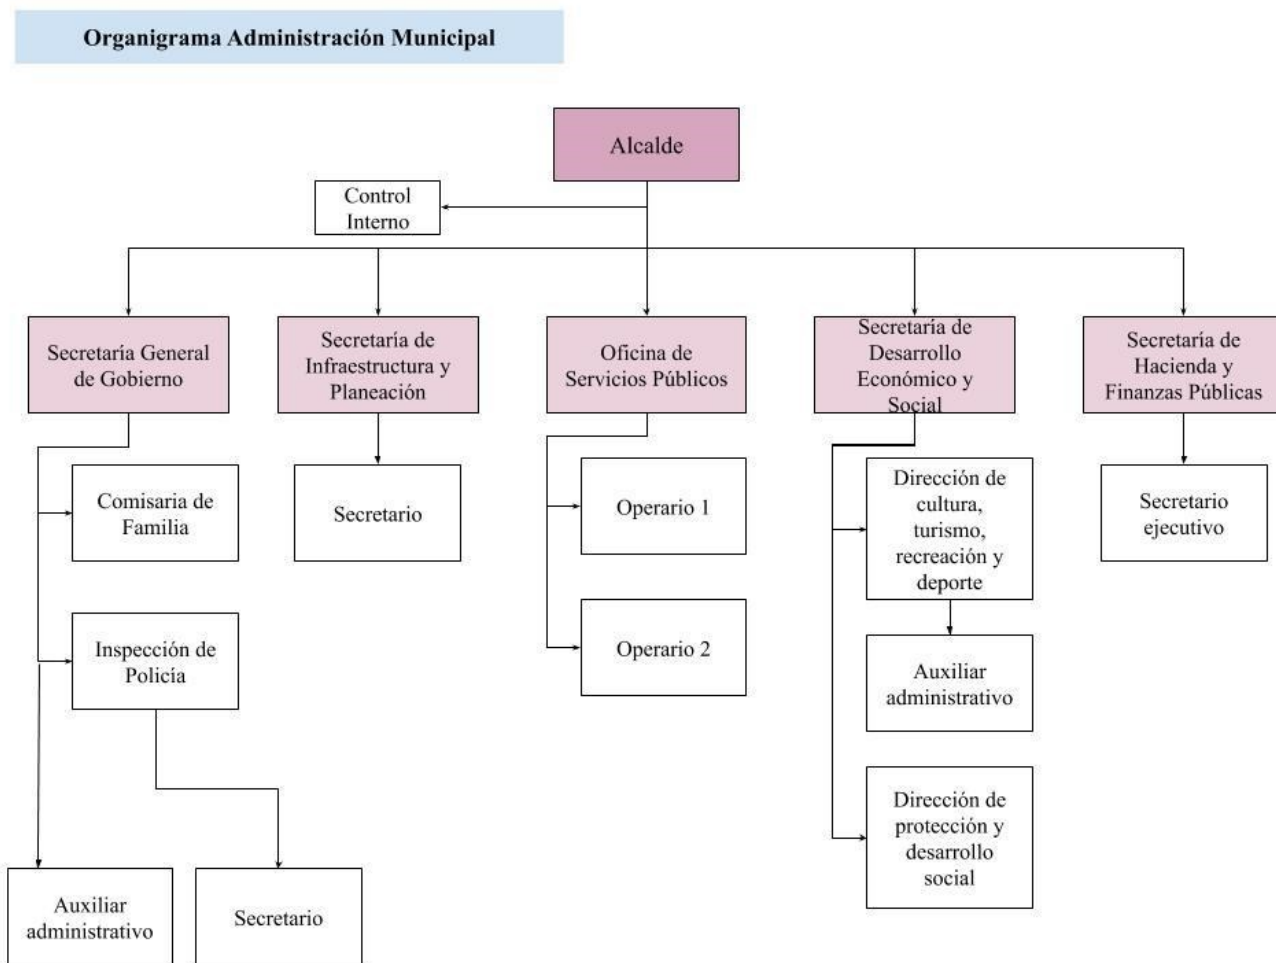 Organigrama Administración Municipal
Alcalde
Control
Interno
Secretaría General
de Gobierno
Secretaría de
Infraestructura y
Planeación
Oficina de
Servicios Públicos
Secretaría de
Desarrollo
Económico y
Social
Secretaría de
Hacienda y
Finanzas Públicas
Comisaria de
Familia
Secretario
Operario 1
Dirección de
cultura,
turismo,
recreación y
deporte
Secretario
ejecutivo
Inspección de
Policía
Operario 2
Auxiliar
administrativo
Dirección de
protección y
desarrollo
social
Auxiliar
administrativo
Secretario